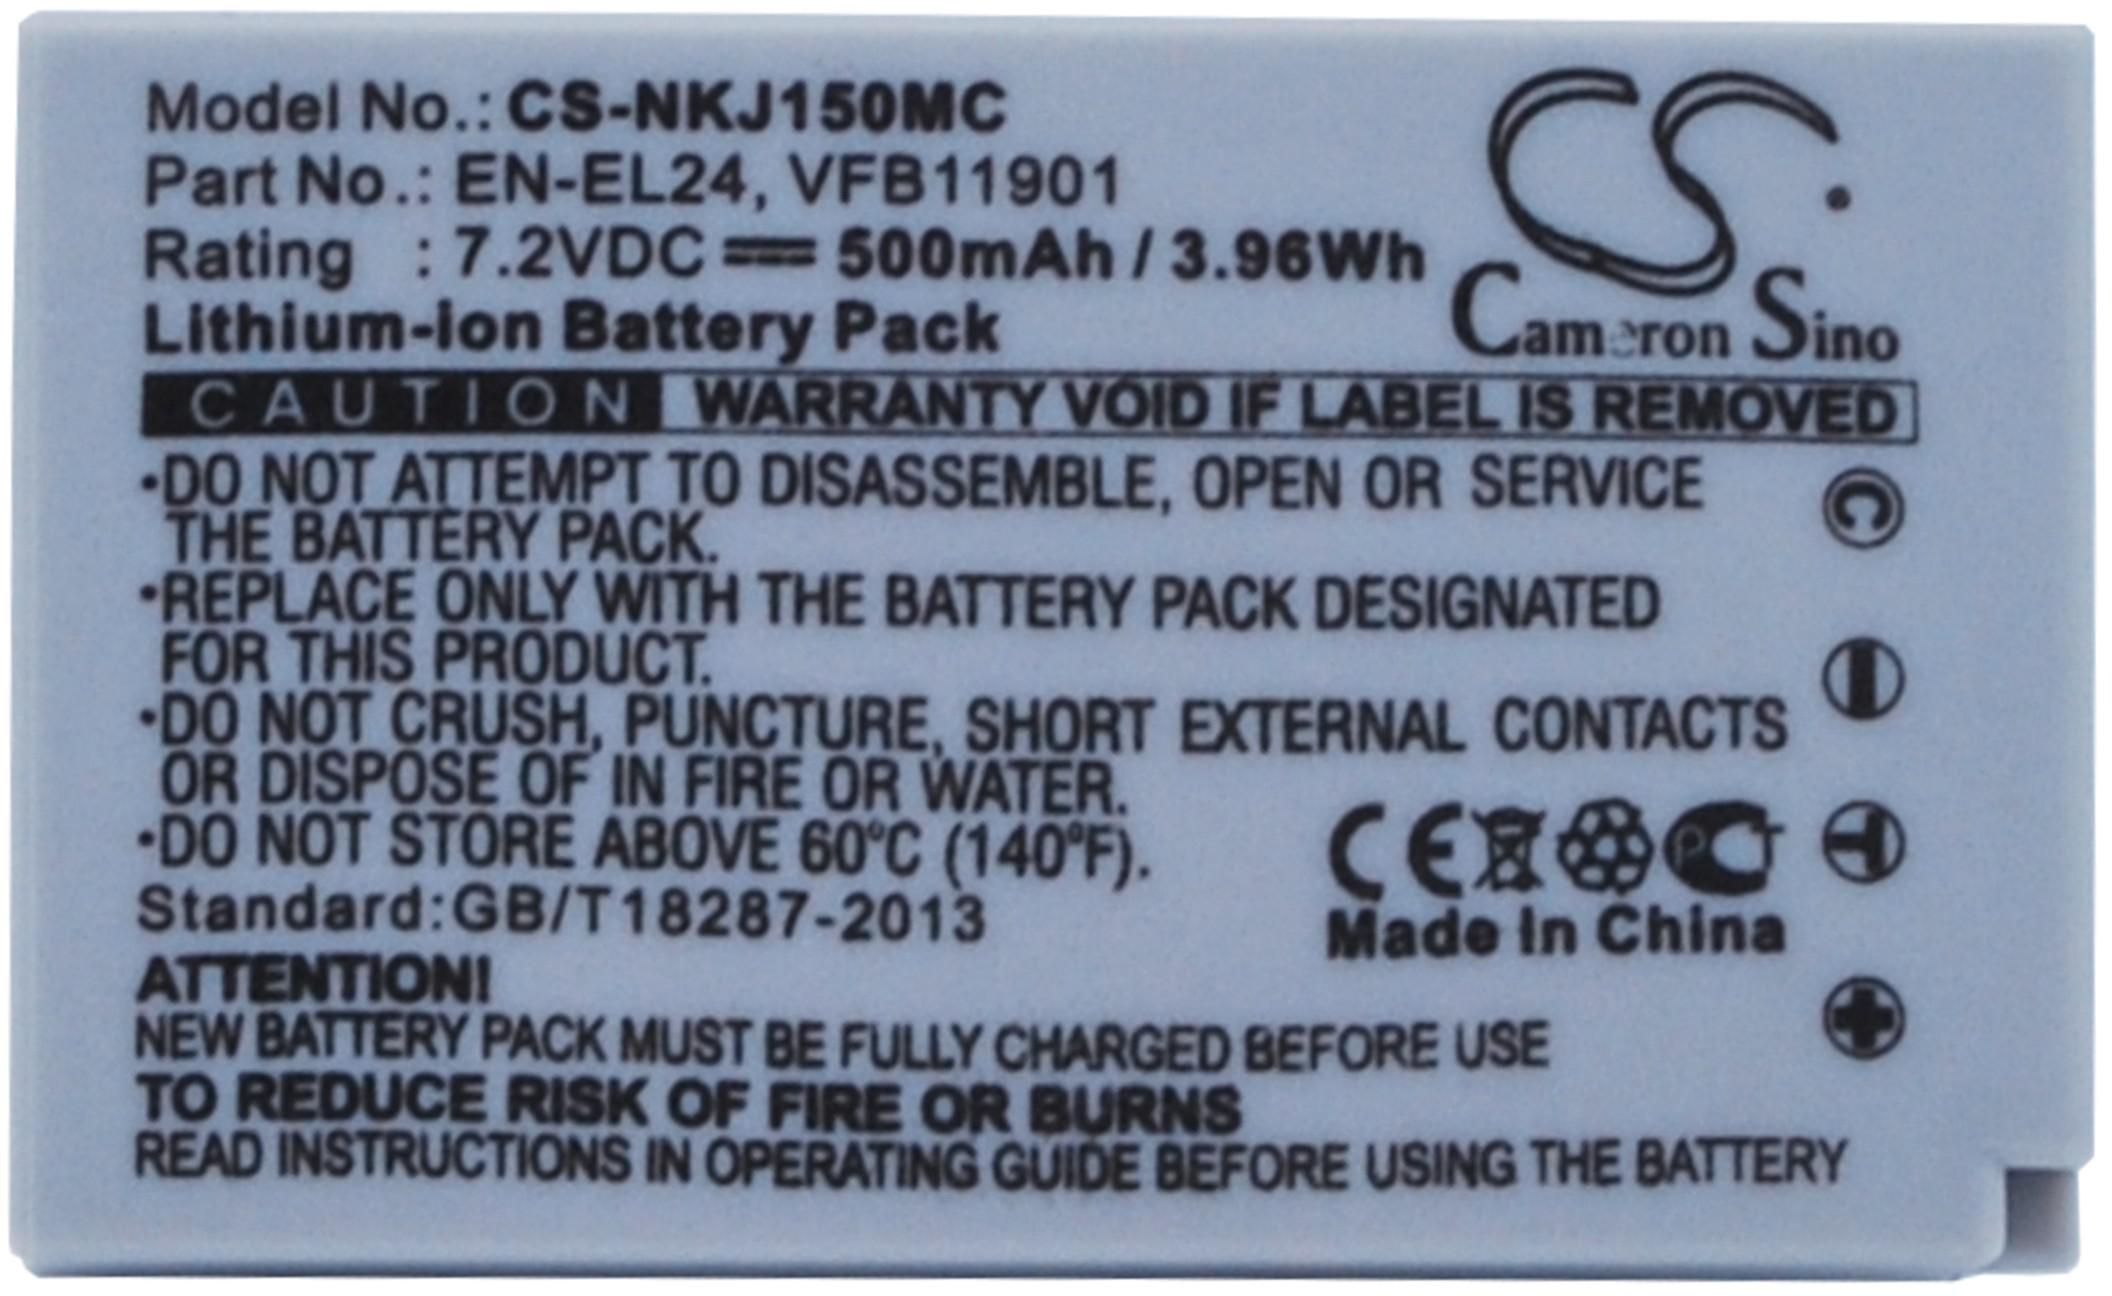 Model No.: CS-NKJ150MC
Part No.: EN-EL24, VFB11901
Rating : 7.2VDC ⎓ 500mAh / 3.96Wh
Lithium-ion Battery Pack
CS
Cameron Sino
CAUTION WARRANTY VOID IF LABEL IS REMOVED
•DO NOT ATTEMPT TO DISASSEMBLE, OPEN OR SERVICE
THE BATTERY PACK.
•REPLACE ONLY WITH THE BATTERY PACK DESIGNATED
FOR THIS PRODUCT.
•DO NOT CRUSH, PUNCTURE, SHORT EXTERNAL CONTACTS
OR DISPOSE OF IN FIRE OR WATER.
•DO NOT STORE ABOVE 60°C (140°F).
Standard:GB/T18287-2013
C
T
CE PCT
Made In China
ATTENTION!
NEW BATTERY PACK MUST BE FULLY CHARGED BEFORE USE
TO REDUCE RISK OF FIRE OR BURNS
READ INSTRUCTIONS IN OPERATING GUIDE BEFORE USING THE BATTERY